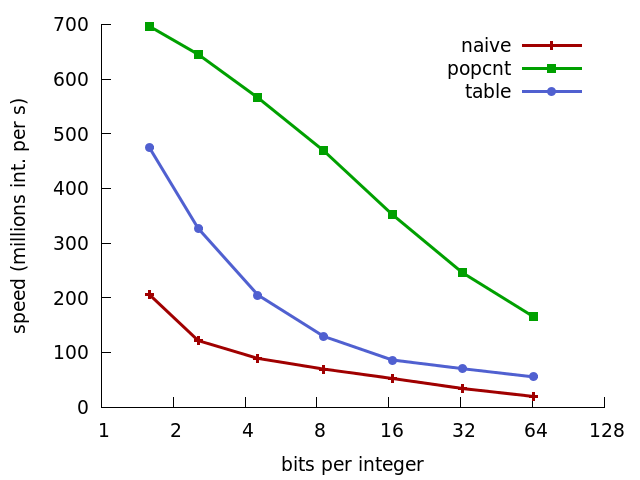 700
600
500
400
300
200
100
0
speed (millions int. per s)
naive
popcnt
table
1 2 4 8 16 32 64 128
bits per integer